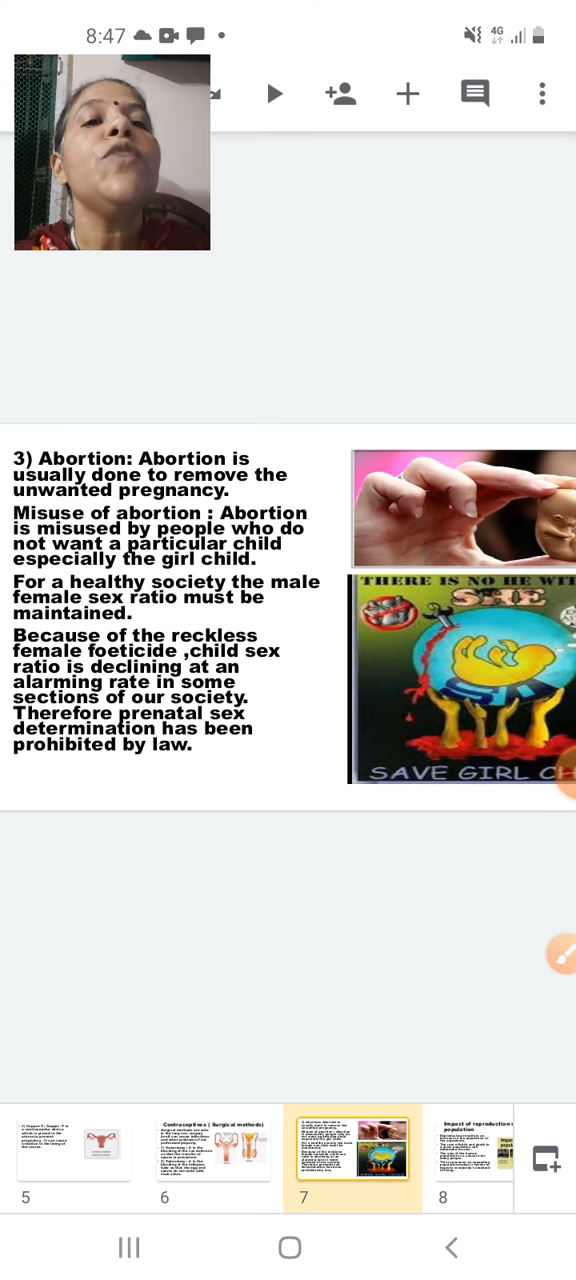 8:47
4G
3) Abortion: Abortion is
usually done to remove the
unwanted pregnancy.
Misuse of abortion : Abortion
is misused by people who do
not want a particular child
especially the girl child.
For a healthy society the male
female sex ratio must be
maintained.
Because of the reckless
female foeticide ,child sex
ratio is declining at an
alarming rate in some
sections of our society.
Therefore prenatal sex
determination has been
prohibited by law.
THERE IS NO HE WIT
SHE
SAVE GIRL CH
Contraceptives ( Surgical methods)
Impact of reproduction
population
5
6
7
8